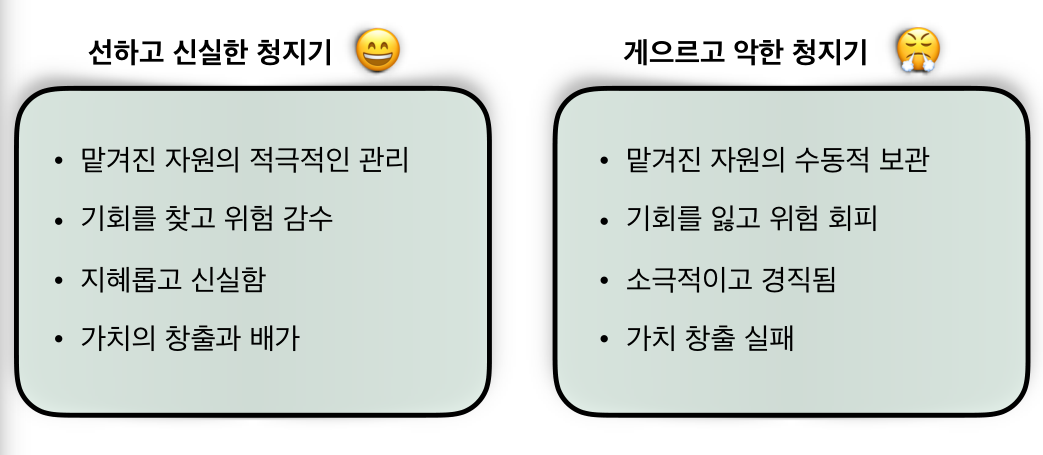 선하고 신실한 청지기 😄
• 맡겨진 자원의 적극적인 관리
• 기회를 찾고 위험 감수
• 지혜롭고 신실함
• 가치의 창출과 배가
게으르고 악한 청지기 😤
• 맡겨진 자원의 수동적 보관
• 기회를 잃고 위험 회피
• 소극적이고 경직됨
• 가치 창출 실패